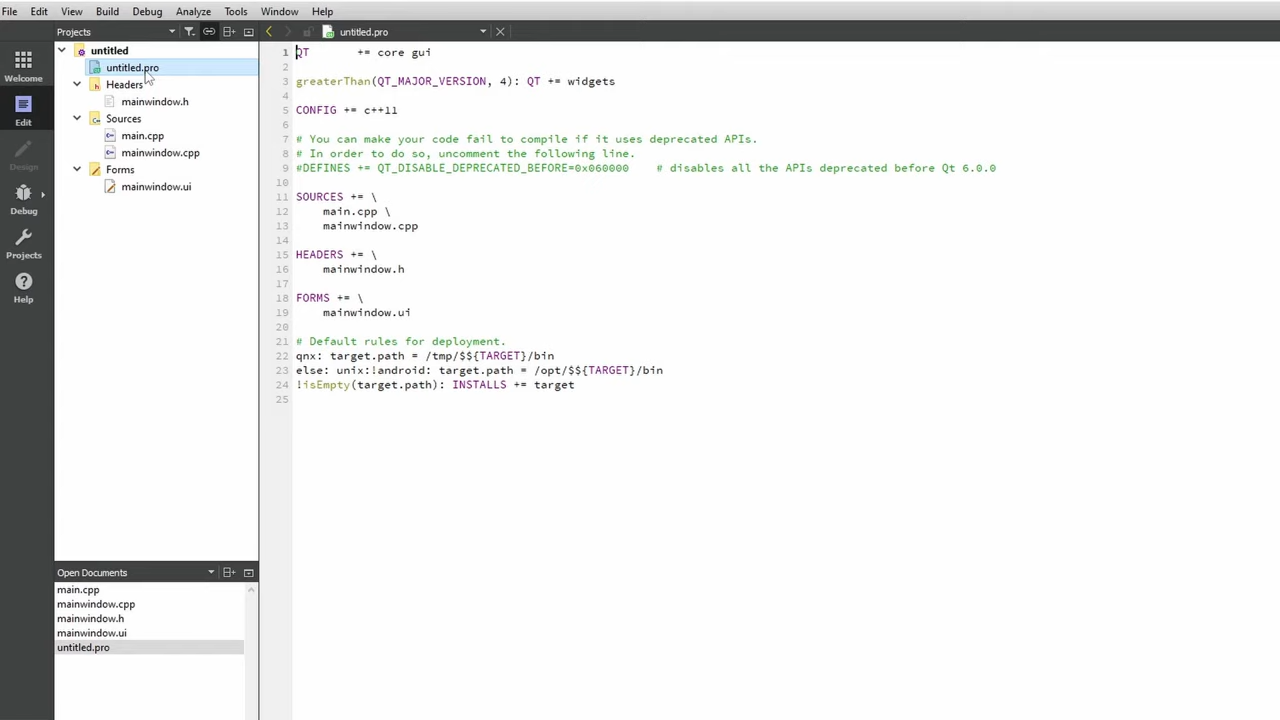 File Edit View Build Debug Analyze Tools Window Help
Projects
untitled
untitled.pro
Headers
mainwindow.h
Sources
main.cpp
mainwindow.cpp
Forms
mainwindow.ui
Welcome
Edit
Design
Debug
Projects
Help
Open Documents
main.cpp
mainwindow.cpp
mainwindow.h
mainwindow.ui
untitled.pro
untitled.pro
1 QT       += core gui
2
3 greaterThan(QT_MAJOR_VERSION, 4): QT += widgets
4
5 CONFIG += c++11
6
7 # You can make your code fail to compile if it uses deprecated APIs.
8 # In order to do so, uncomment the following line.
9 #DEFINES += QT_DISABLE_DEPRECATED_BEFORE=0x060000    # disables all the APIs deprecated before Qt 6.0.0
10
11 SOURCES += \
12     main.cpp \
13     mainwindow.cpp
14
15 HEADERS += \
16     mainwindow.h
17
18 FORMS += \
19     mainwindow.ui
20
21 # Default rules for deployment.
22 qnx: target.path = /tmp/$${TARGET}/bin
23 else: unix:!android: target.path = /opt/$${TARGET}/bin
24 !isEmpty(target.path): INSTALLS += target
25